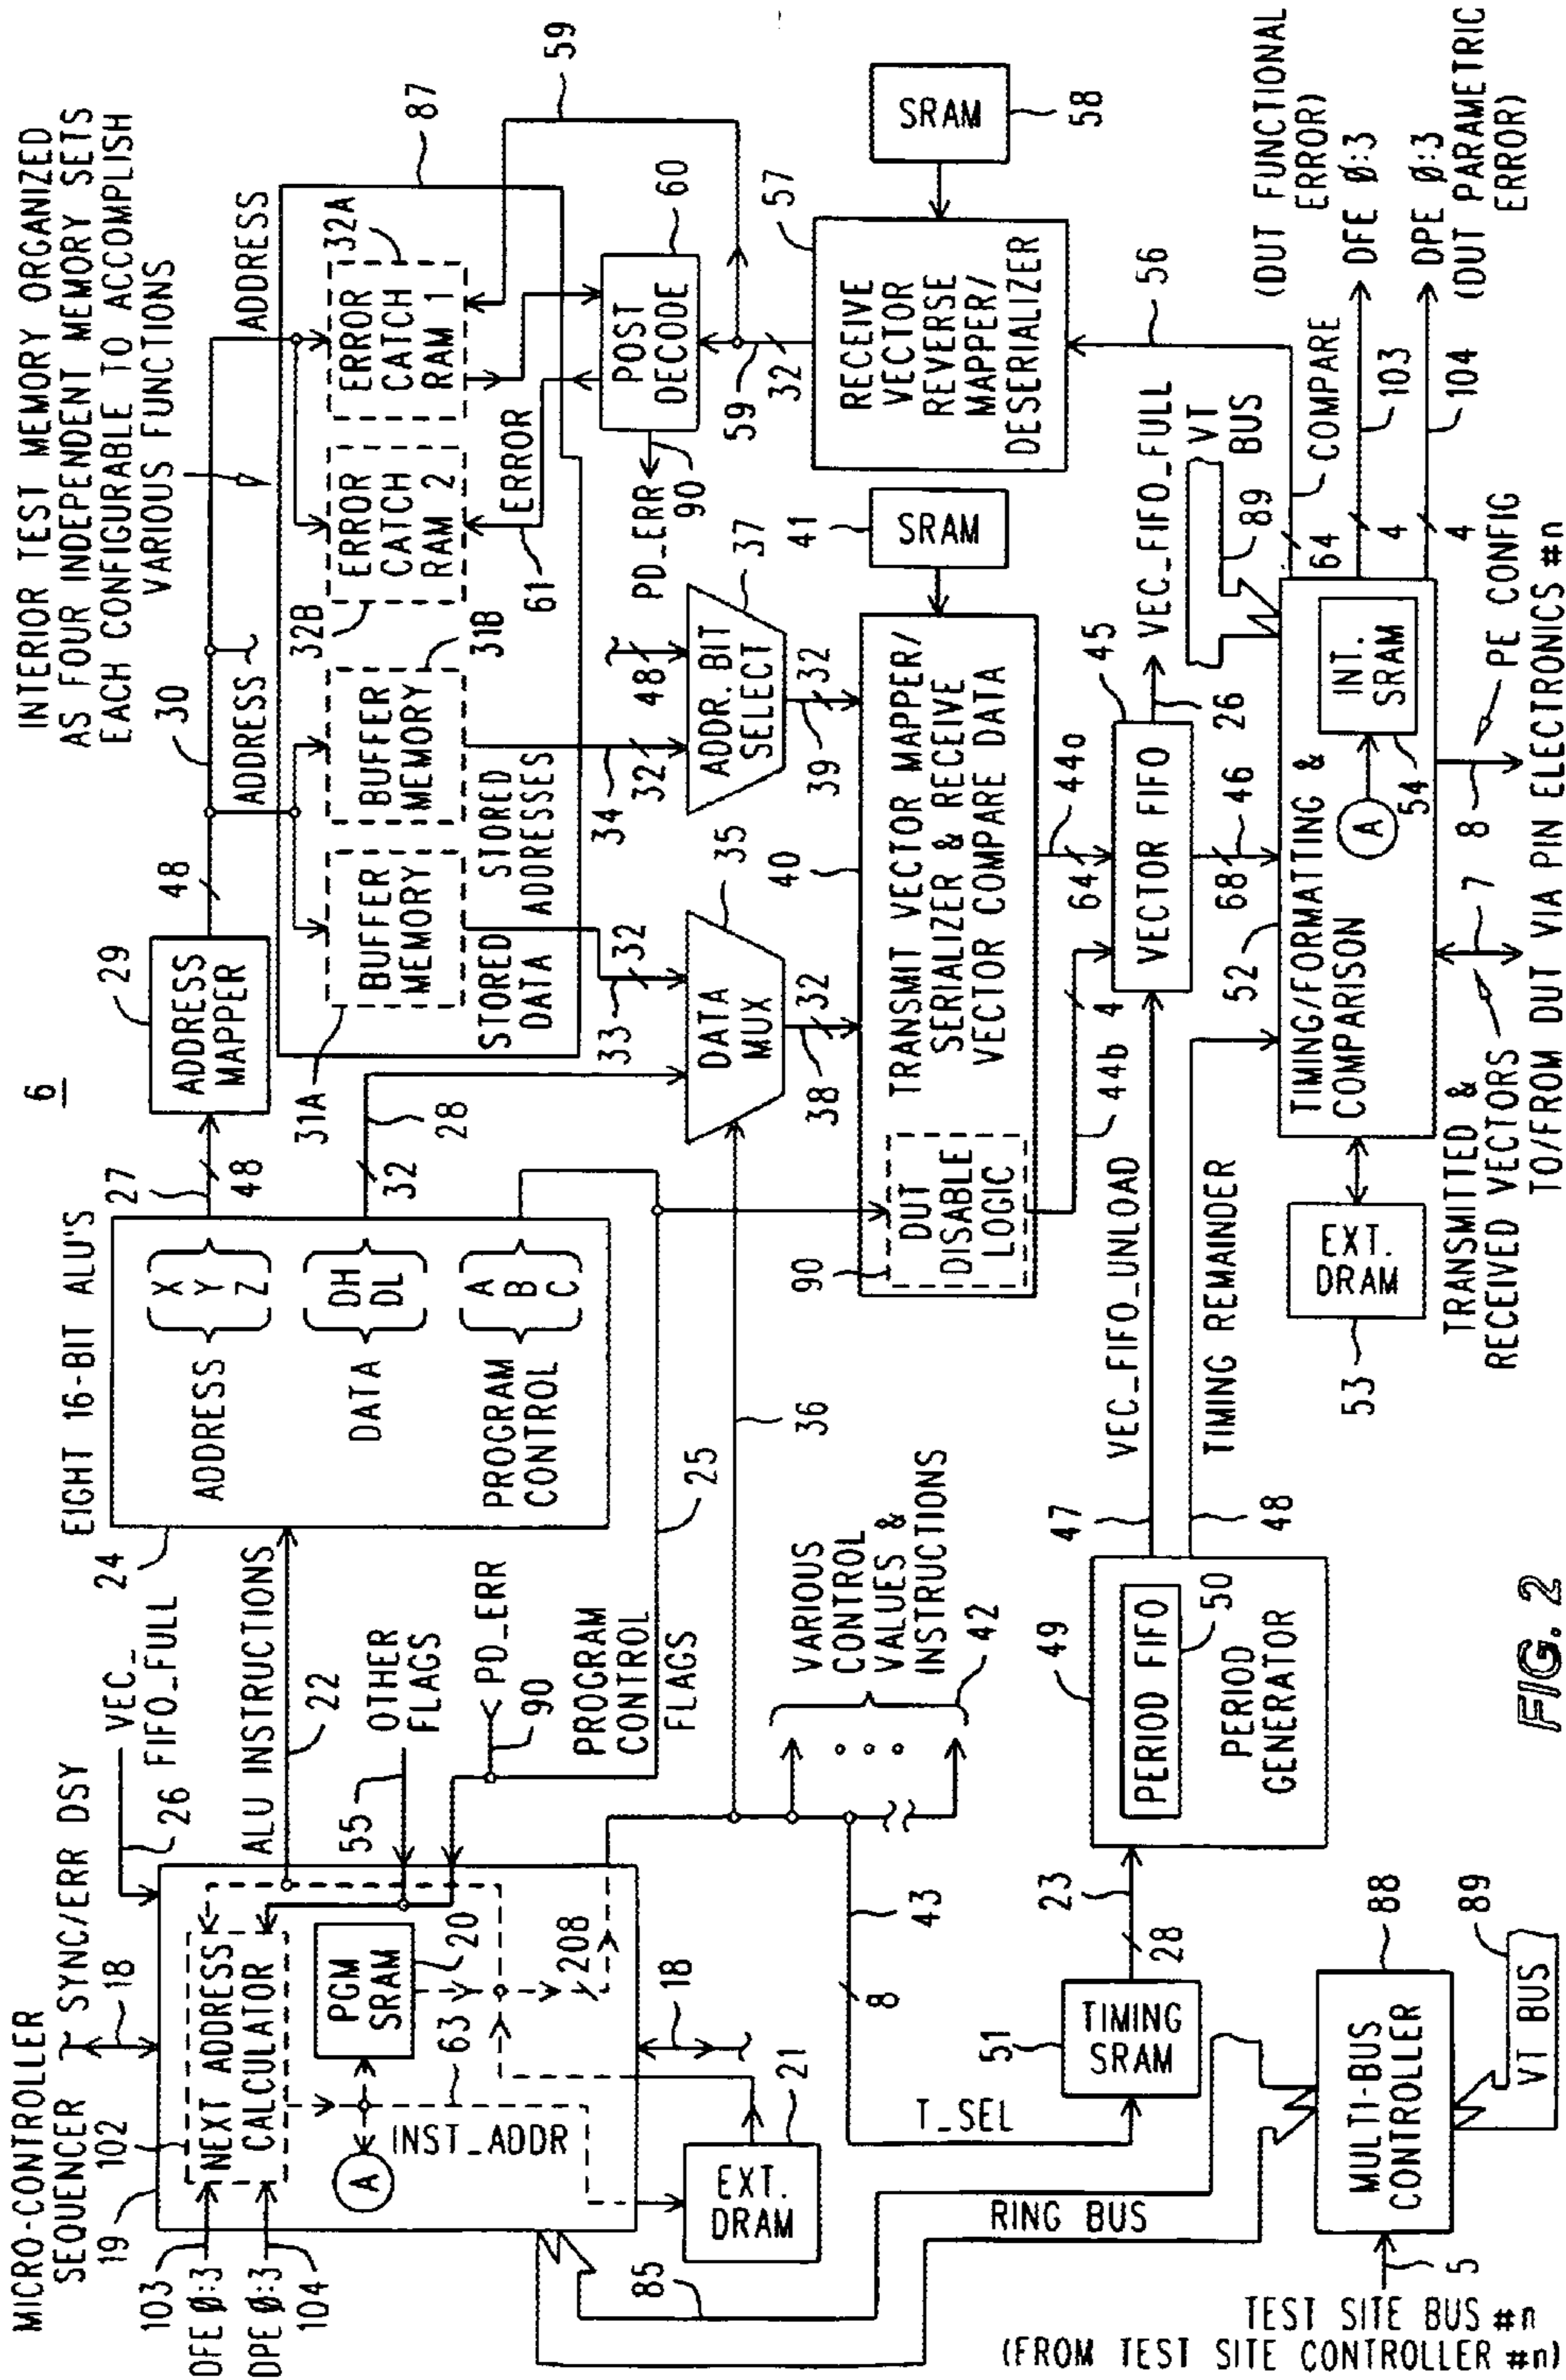 6
INTERIOR TEST MEMORY ORGANIZED
AS FOUR INDEPENDENT MEMORY SETS
EACH CONFIGURABLE TO ACCOMPLISH
VARIOUS FUNCTIONS
MICRO-CONTROLLER
SEQUENCER
19
102
SYNC/ERR DSY
18
VEC_
FIFO_FULL
26
103
DFE Ø:3
DPE Ø:3
104
NEXT ADDRESS
CALCULATOR
A
PGM
SRAM
20
63
INST_ADDR
208
18
EXT.
DRAM
21
ALU INSTRUCTIONS
22
55
OTHER
FLAGS
PD_ERR
90
PROGRAM
CONTROL
FLAGS
25
24
EIGHT 16-BIT ALU'S
ADDRESS
X
Y
Z
DATA
DH
DL
PROGRAM
CONTROL
A
B
C
27
48
32
28
29
ADDRESS
MAPPER
48
30
ADDRESS
ADDRESS
87
31A
BUFFER
MEMORY
31B
BUFFER
MEMORY
32B
ERROR
CATCH
RAM 2
32A
ERROR
CATCH
RAM 1
STORED
DATA
STORED
ADDRESSES
33
32
34
32
48
61
ERROR
PD_ERR
90
POST
DECODE
60
59
59
32
35
DATA
MUX
36
38
32
37
ADDR. BIT
SELECT
39
32
41
SRAM
57
RECEIVE
VECTOR
REVERSE
MAPPER/
DESERIALIZER
SRAM
58
56
40
TRANSMIT VECTOR MAPPER/
SERIALIZER & RECEIVE
VECTOR COMPARE DATA
90
DUT
DISABLE
LOGIC
44a
64
44b
4
VARIOUS
CONTROL
VALUES &
INSTRUCTIONS
42
43
8
T_SEL
51
TIMING
SRAM
23
28
49
PERIOD FIFO
50
PERIOD
GENERATOR
47
VEC_FIFO_UNLOAD
TIMING REMAINDER
48
45
VECTOR FIFO
VEC_FIFO_FULL
26
68
46
VT
BUS
89
52
TIMING/FORMATING &
COMPARISON
A
INT.
SRAM
54
EXT.
DRAM
53
64
COMPARE
4
103
DFE Ø:3
(DUT FUNCTIONAL
ERROR)
4
104
DPE Ø:3
(DUT PARAMETRIC
ERROR)
7
8
PE CONFIG
TRANSMITTED &
RECEIVED VECTORS
TO/FROM DUT VIA PIN ELECTRONICS #n
85
RING BUS
88
MULTI-BUS
CONTROLLER
89
VT BUS
5
TEST SITE BUS #n
(FROM TEST SITE CONTROLLER #n)
FIG. 2